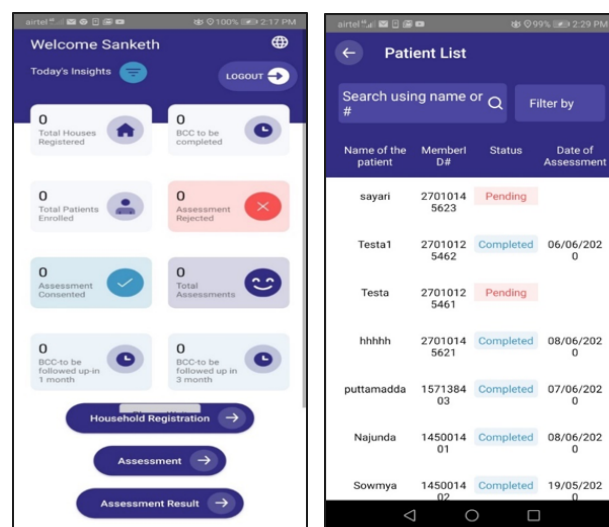 airtel 100% 2:17 PM
Welcome Sanketh
Today's Insights
LOGOUT
0
Total Houses
Registered
0
BCC to be
completed
0
Total Patients
Enrolled
0
Assessment
Rejected
0
Assessment
Consented
0
Total
Assessments
0
BCC-to be
followed up-in
1 month
0
BCC-to be
followed up in
3 month
Household Registration
Assessment
Assessment Result
airtel 99% 2:29 PM
Patient List
Search using name or
#
Filter by
Name of the MemberI Status Date of
patient D# Assessment
sayari 2701014 Pending
5623
Testa1 2701012 Completed 06/06/202
5462 0
Testa 2701012 Pending
5461
hhhhh 2701014 Completed 08/06/202
5621 0
puttamadda 1571384 Completed 07/06/202
03 0
Najunda 1450014 Completed 08/06/202
01 0
Sowmya 1450014 Completed 19/05/202
02 0